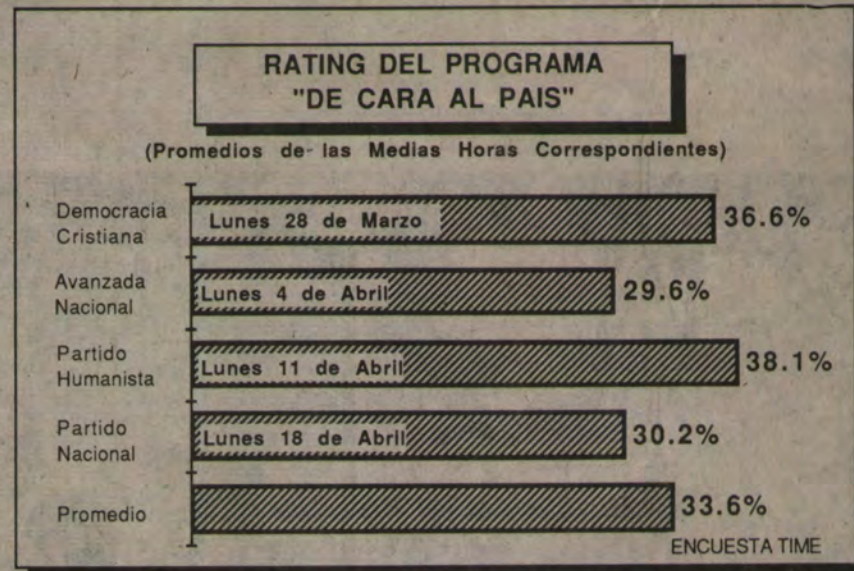 RATING DEL PROGRAMA
"DE CARA AL PAIS"
(Promedios de las Medias Horas Correspondientes)
Democracia
Cristiana
Lunes 28 de Marzo
36.6%
Avanzada
Nacional
Lunes 4 de Abril
29.6%
Partido
Humanista
Lunes 11 de Abril
38.1%
Partido
Nacional
Lunes 18 de Abril
30.2%
Promedio
33.6%
ENCUESTA TIME